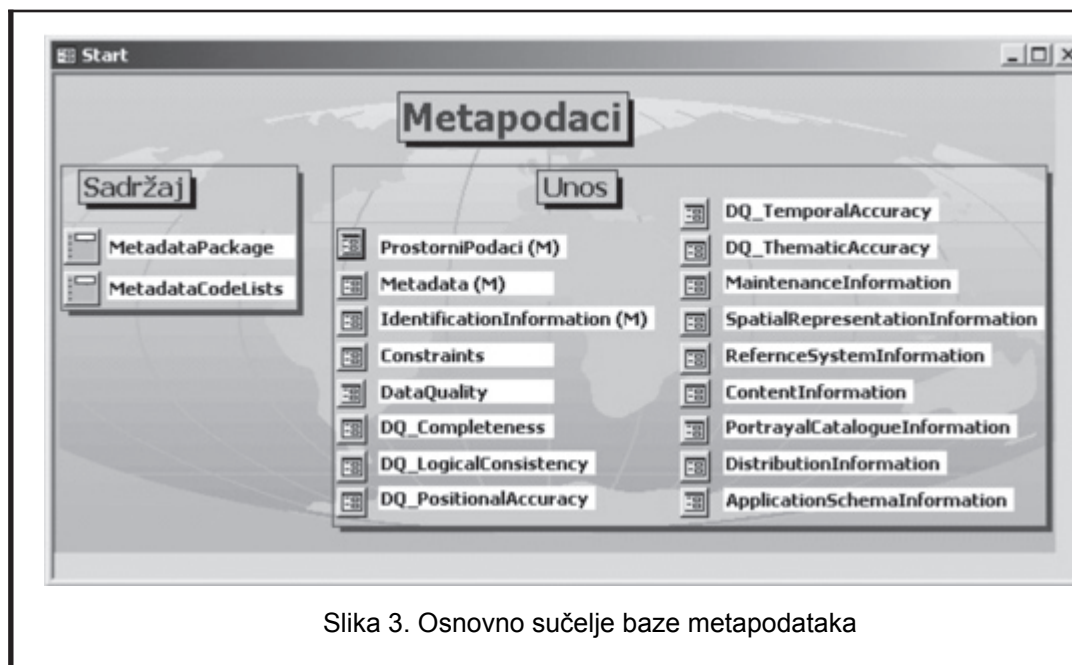 Start
Metapodaci
Sadržaj
MetadataPackage
MetadataCodeLists
Unos
ProstorniPodaci (M)
Metadata (M)
IdentificationInformation (M)
Constraints
DataQuality
DQ_Completeness
DQ_LogicalConsistency
DQ_PositionalAccuracy
DQ_TemporalAccuracy
DQ_ThematicAccuracy
MaintenanceInformation
SpatialRepresentationInformation
RefernceSystemInformation
ContentInformation
PortrayalCatalogueInformation
DistributionInformation
ApplicationSchemaInformation
Slika 3. Osnovno sučelje baze metapodataka